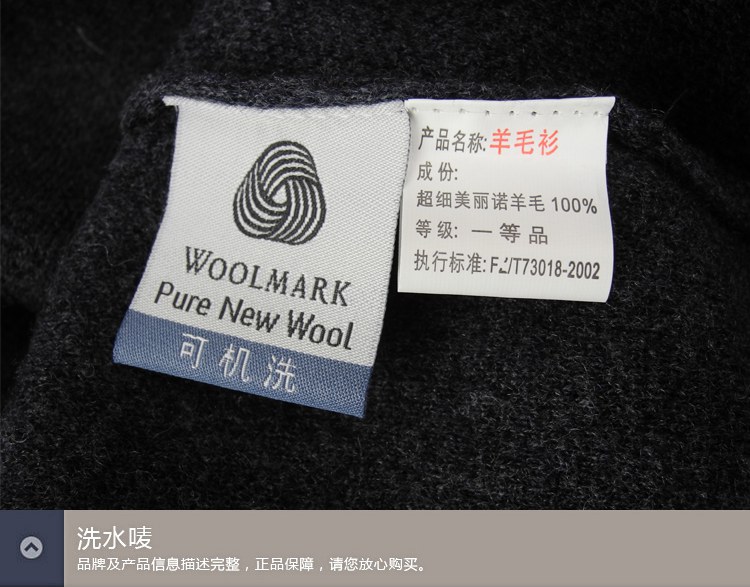 WOOLMARK
Pure New Wool
可机洗
产品名称:羊毛衫
成份:
超细美丽诺羊毛 100%
等级: 一等品
执行标准: FZ/T73018-2002
洗水唛
品牌及产品信息描述完整，正品保障，请您放心购买。